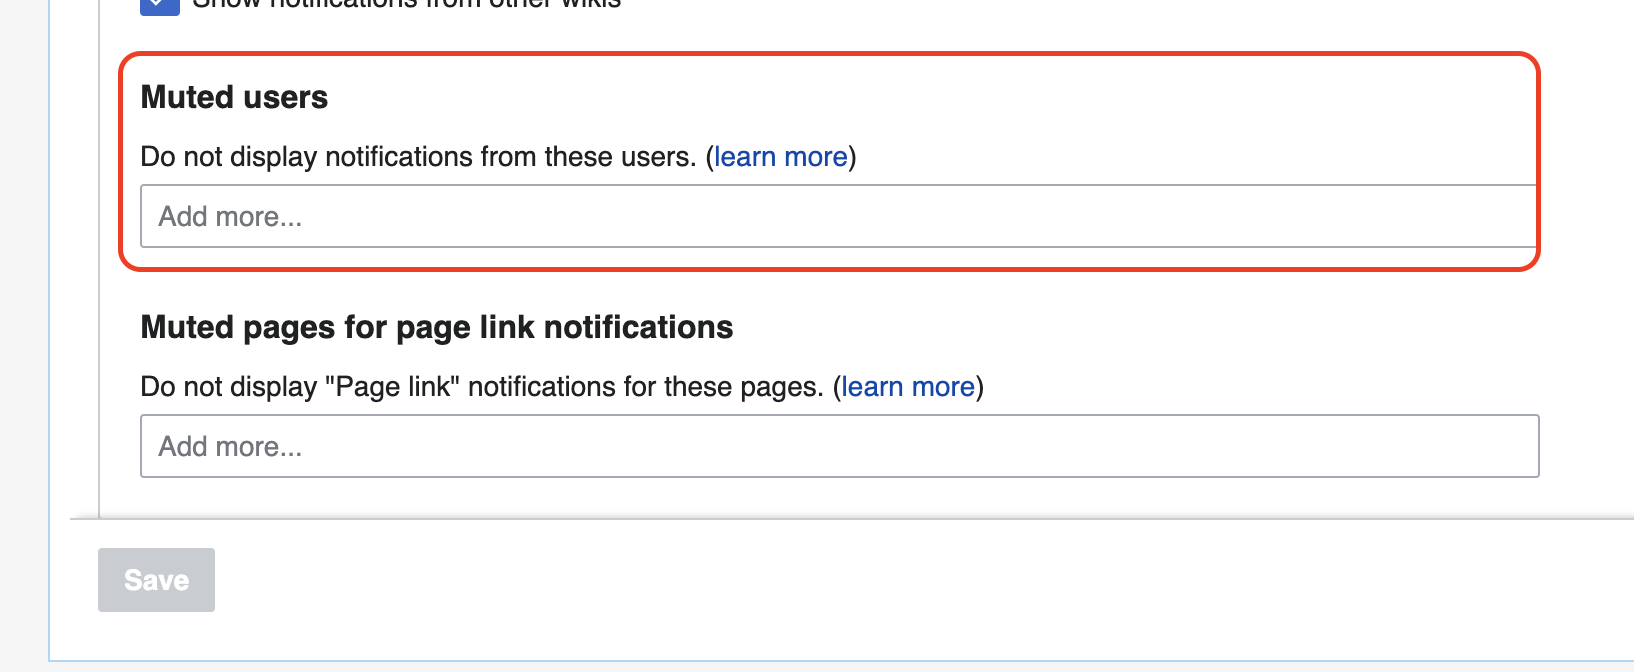 Show notifications from other wikis
Muted users
Do not display notifications from these users. (learn more)
Add more...
Muted pages for page link notifications
Do not display "Page link" notifications for these pages. (learn more)
Add more...
Save